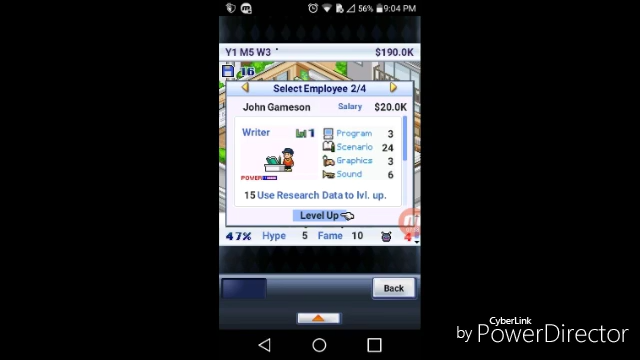 56% 9:04 PM
Y1 M5 W3 $190.0K
16
Select Employee 2/4
John Gameson Salary $20.0K
Writer Lvl 1
Program 3
Scenario 24
Graphics 3
Sound 6
POWER
15 Use Research Data to lvl. up.
Level Up
47% Hype 5 Fame 10 4
Back
CyberLink
by PowerDirector